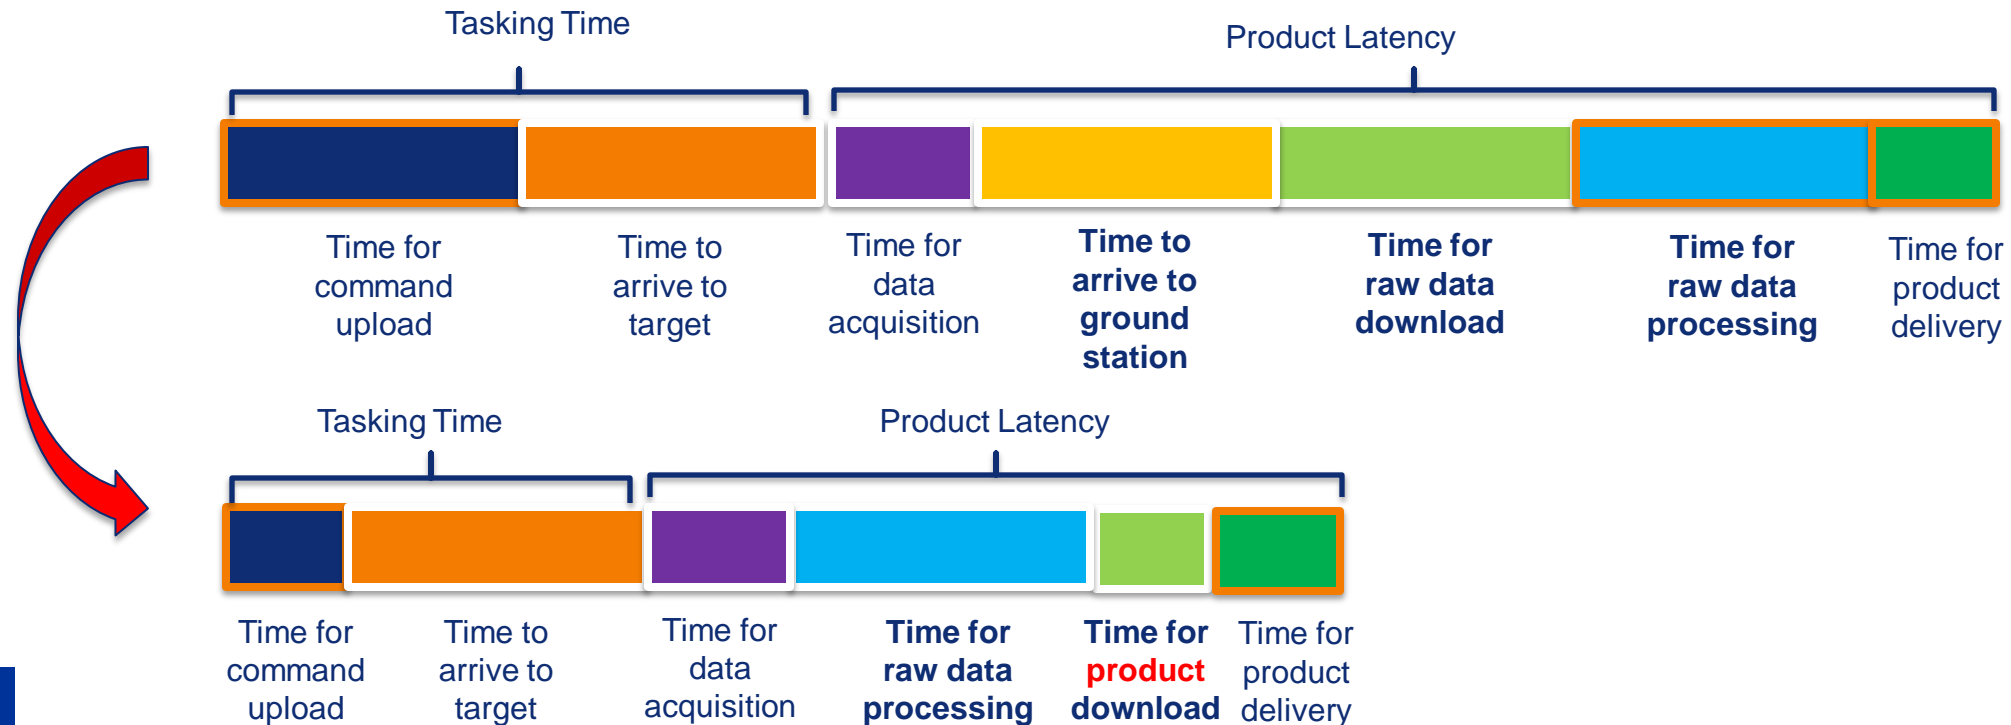 Tasking Time
Product Latency
Time for
command
upload
Time to
arrive to
target
Time for
data
acquisition
Time to
arrive to
ground
station
Time for
raw data
download
Time for
raw data
processing
Time for
product
delivery
Tasking Time
Product Latency
Time for
command
upload
Time to
arrive to
target
Time for
data
acquisition
Time for
raw data
processing
Time for
product
download
Time for
product
delivery